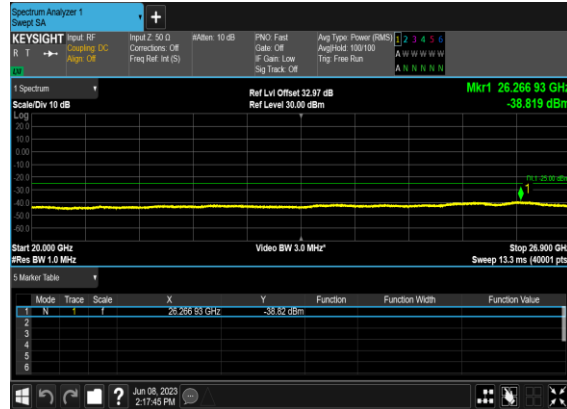 Spectrum Analyzer 1
Swept SA
+
KEYSIGHT Input: RF Input Z: 50 Ω #Atten: 10 dB PNO: Fast Avg Type: Power (RMS) 1 2 3 4 5 6
R T Coupling: DC Corrections: Off Gate: Off Avg|Hold: 100/100 A W W W W W
Align: Off Freq Ref: Int (S) IF Gain: Low Trig: Free Run
Sig Track: Off A N N N N N
1 Spectrum Ref Lvl Offset 32.97 dB Mkr1 26.266 93 GHz
Scale/Div 10 dB Ref Level 30.00 dBm -38.819 dBm
Log
20.0
10.0
0.00
-10.0
-20.0
-30.0
-40.0
-50.0
-60.0
1
Start 20.000 GHz Video BW 3.0 MHz* Stop 26.900 GHz
#Res BW 1.0 MHz Sweep 13.3 ms (40001 pts)
5 Marker Table
Mode Trace Scale X Y Function Function Width Function Value
1 N 1 f 26.266 93 GHz -38.82 dBm
2
3
4
5
6
? Jun 08, 2023
2:17:45 PM